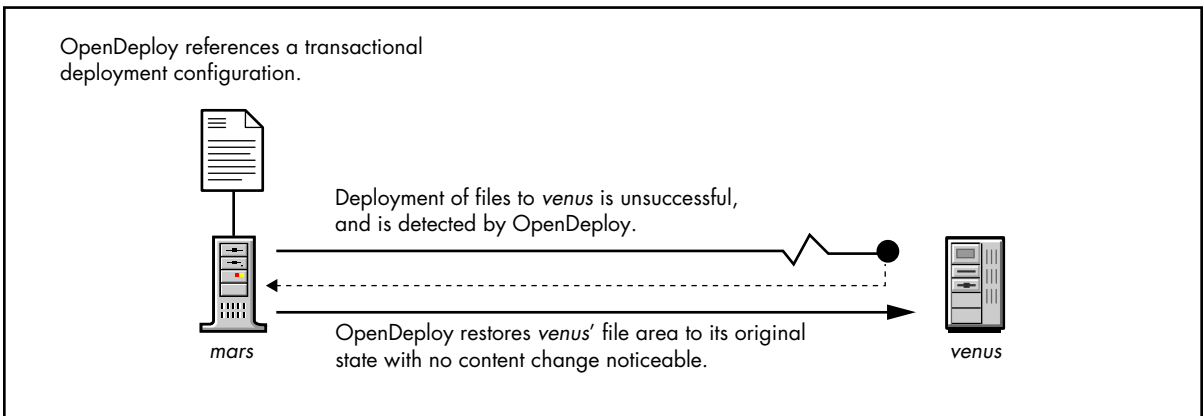 OpenDeploy references a transactional
deployment configuration.
Deployment of files to venus is unsuccessful,
and is detected by OpenDeploy.
OpenDeploy restores venus’ file area to its original
state with no content change noticeable.
mars
venus